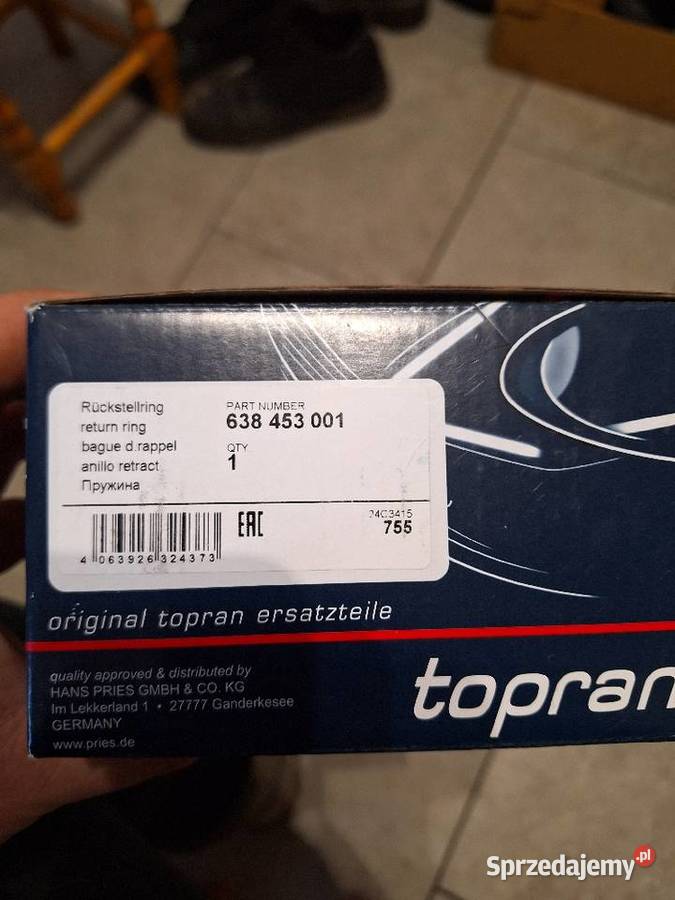 Rückstellring
return ring
bague d.rappel
anillo retract
Пружина
PART NUMBER
638 453 001
QTY
1
4 063926 324373
EAC
24G3415
755
original topran ersatzteile
quality approved & distributed by
HANS PRIES GMBH & CO. KG
Im Lekkerland 1 • 27777 Ganderkesee
GERMANY
www.pries.de
topran
Sprzedajemy.pl